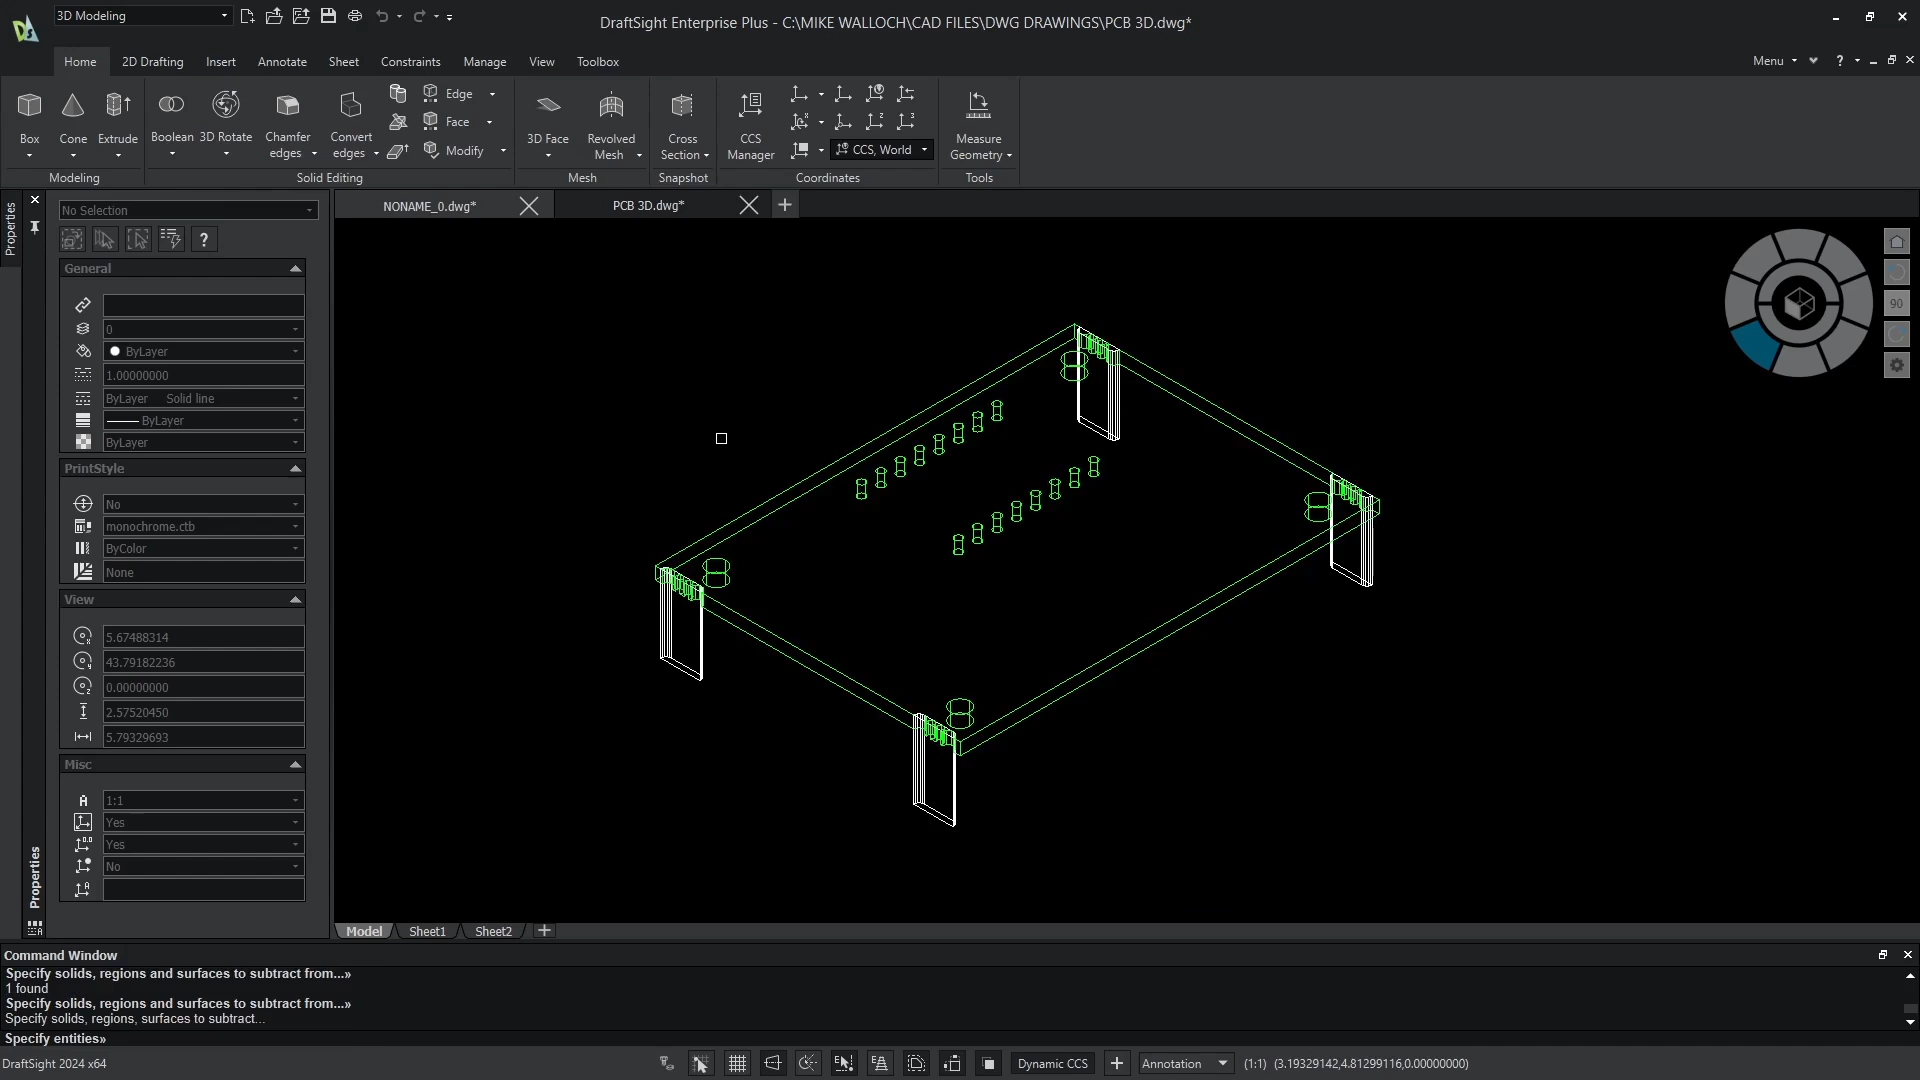 3D Modeling
DraftSight Enterprise Plus - C:\MIKE WALLOCH\CAD FILES\DWG DRAWINGS\PCB 3D.dwg*
Home
2D Drafting
Insert
Annotate
Sheet
Constraints
Manage
View
Toolbox
Menu
?
Box
Cone
Extrude
Boolean
3D Rotate
Chamfer edges
Convert edges
Edge
Face
Modify
3D Face
Revolved Mesh
Cross Section
CCS Manager
CCS, World
Measure Geometry
Modeling
Solid Editing
Mesh
Snapshot
Coordinates
Tools
NONAME_0.dwg*
PCB 3D.dwg*
Properties
No Selection
?
General
0
ByLayer
1.00000000
ByLayer Solid line
ByLayer
ByLayer
PrintStyle
No
monochrome.ctb
ByColor
None
View
5.67488314
43.79182236
0.00000000
2.57520450
5.79329693
Misc
1:1
Yes
Yes
No
Properties
90
Model
Sheet1
Sheet2
Command Window
Specify solids, regions and surfaces to subtract from...»
1 found
Specify solids, regions and surfaces to subtract from...»
Specify solids, regions, surfaces to subtract...
Specify entities»
DraftSight 2024 x64
Dynamic CCS
Annotation
(1:1) (3.19329142,4.81299116,0.00000000)